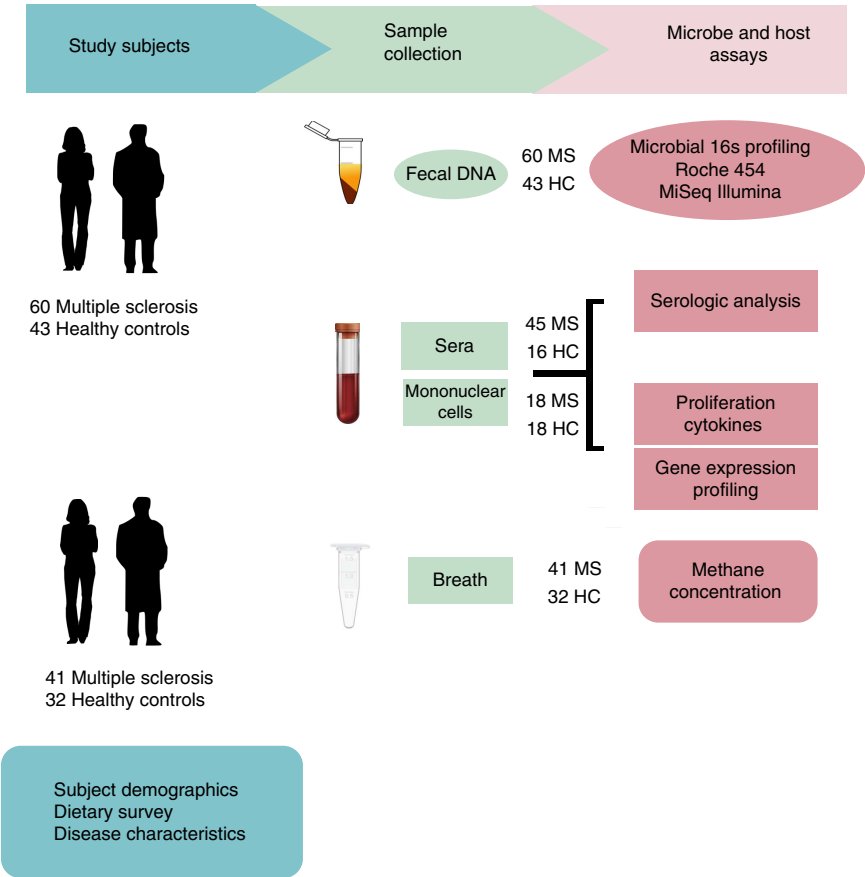 Study subjects
Sample
collection
Microbe and host
assays
Fecal DNA
60 MS
43 HC
Microbial 16s profiling
Roche 454
MiSeq Illumina
60 Multiple sclerosis
43 Healthy controls
Sera
45 MS
16 HC
Serologic analysis
Mononuclear
cells
18 MS
18 HC
Proliferation
cytokines
Gene expression
profiling
Breath
41 MS
32 HC
Methane
concentration
41 Multiple sclerosis
32 Healthy controls
Subject demographics
Dietary survey
Disease characteristics